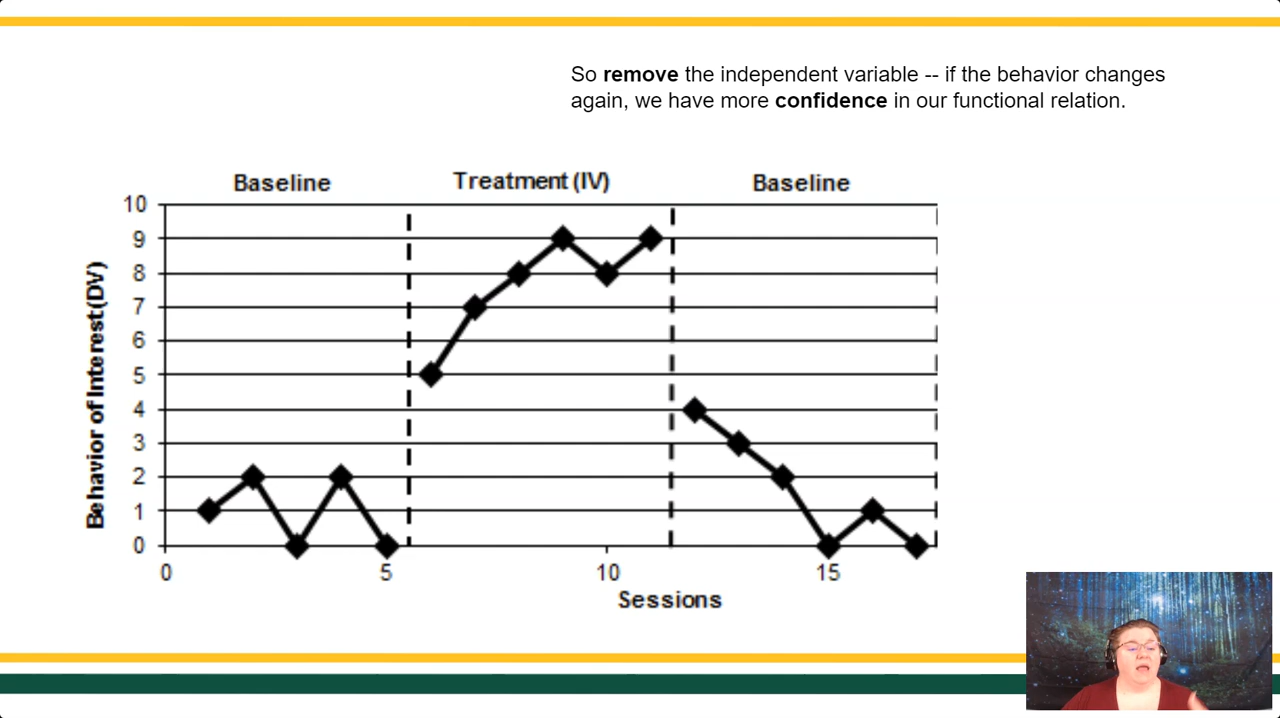 So remove the independent variable -- if the behavior changes
again, we have more confidence in our functional relation.
Baseline
Treatment (IV)
Baseline
Behavior of Interest (DV)
10
9
8
7
6
5
4
3
2
1
0
0
5
10
15
Sessions